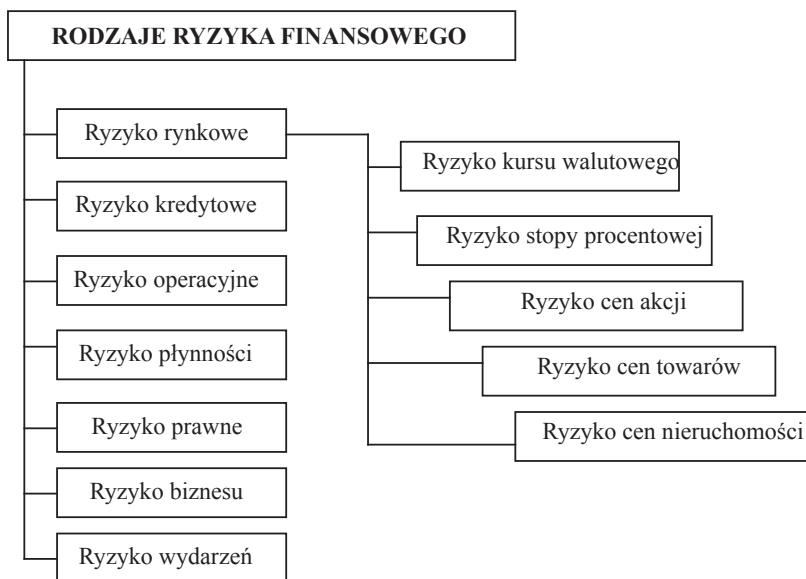 RODZAJE RYZYKA FINANSOWEGO
Ryzyko rynkowe
Ryzyko kredytowe
Ryzyko operacyjne
Ryzyko płynności
Ryzyko prawne
Ryzyko biznesu
Ryzyko wydarzeń
Ryzyko kursu walutowego
Ryzyko stopy procentowej
Ryzyko cen akcji
Ryzyko cen towarów
Ryzyko cen nieruchomości